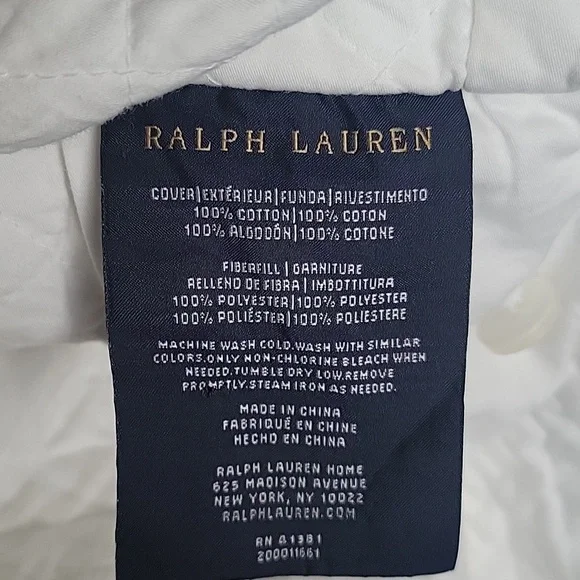 RALPH LAUREN
COVER|EXTÉRIEUR|FUNDA|RIVESTIMENTO
100% COTTON|100% COTON
100% ALGODÓN|100% COTONE
FIBERFILL | GARNITURE
RELLENO DE FIBRA | IMBOTTITURA
100% POLYESTER|100% POLYESTER
100% POLIÉSTER|100% POLIESTERE
MACHINE WASH COLD.WASH WITH SIMILAR
COLORS.ONLY NON-CHLORINE BLEACH WHEN
NEEDED.TUMBLE DRY LOW.REMOVE
PROMPTLY.STEAM IRON AS NEEDED.
MADE IN CHINA
FABRIQUÉ EN CHINE
HECHO EN CHINA
RALPH LAUREN HOME
625 MADISON AVENUE
NEW YORK, NY 10022
RALPHLAUREN.COM
RN 41381
200011661